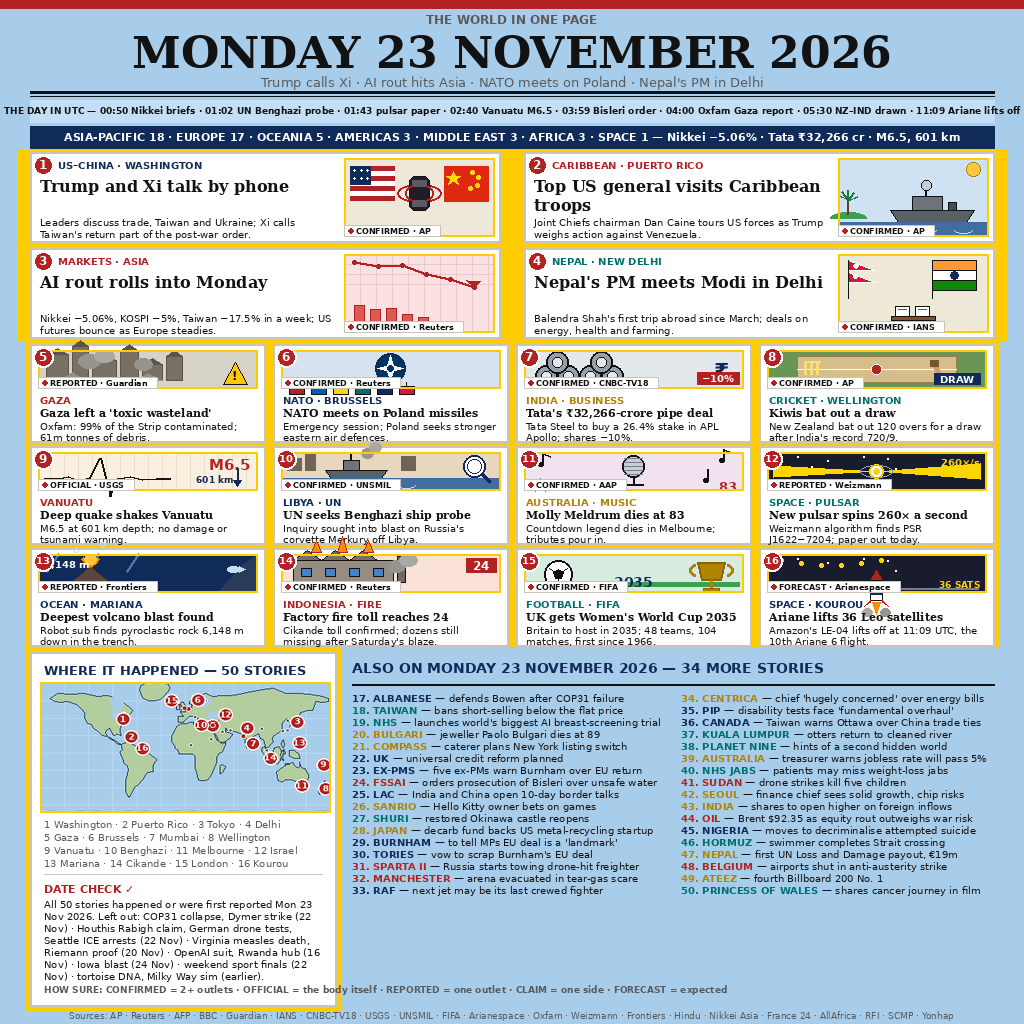 THE WORLD IN ONE PAGE
MONDAY 23 NOVEMBER 2026
Trump calls Xi · AI rout hits Asia · NATO meets on Poland · Nepal's PM in Delhi
THE DAY IN UTC — 00:50 Nikkei briefs · 01:02 UN Benghazi probe · 01:43 pulsar paper · 02:40 Vanuatu M6.5 · 03:59 Bisleri order · 04:00 Oxfam Gaza report · 05:30 NZ–IND drawn · 11:09 Ariane lifts off
ASIA-PACIFIC 18 · EUROPE 17 · OCEANIA 5 · AMERICAS 3 · MIDDLE EAST 3 · AFRICA 3 · SPACE 1 — Nikkei −5.06% · Tata ₹32,266 cr · M6.5, 601 km
1 US–CHINA · WASHINGTON
Trump and Xi talk by phone
Leaders discuss trade, Taiwan and Ukraine; Xi calls
Taiwan's return part of the post-war order.
CONFIRMED · AP
2 CARIBBEAN · PUERTO RICO
Top US general visits Caribbean
troops
Joint Chiefs chairman Dan Caine tours US forces as Trump
weighs action against Venezuela.
CONFIRMED · AP
3 MARKETS · ASIA
AI rout rolls into Monday
Nikkei −5.06%, KOSPI −5%, Taiwan −17.5% in a week; US
futures bounce as Europe steadies.
CONFIRMED · Reuters
4 NEPAL · NEW DELHI
Nepal's PM meets Modi in Delhi
Balendra Shah's first trip abroad since March; deals on
energy, health and farming.
CONFIRMED · IANS
5
!
REPORTED · Guardian
GAZA
Gaza left a 'toxic wasteland'
Oxfam: 99% of the Strip contaminated;
61m tonnes of debris.
6
CONFIRMED · Reuters
NATO · BRUSSELS
NATO meets on Poland missiles
Emergency session; Poland seeks stronger
eastern air defences.
7
₹
−10%
CONFIRMED · CNBC-TV18
INDIA · BUSINESS
Tata's ₹32,266-crore pipe deal
Tata Steel to buy a 26.4% stake in APL
Apollo; shares −10%.
8
DRAW
CONFIRMED · AP
CRICKET · WELLINGTON
Kiwis bat out a draw
New Zealand bat out 120 overs for a draw
after India's record 720/9.
9
M6.5
601 km
OFFICIAL · USGS
VANUATU
Deep quake shakes Vanuatu
M6.5 at 601 km depth; no damage or
tsunami warning.
10
CONFIRMED · UNSMIL
LIBYA · UN
UN seeks Benghazi ship probe
Inquiry sought into blast on Russia's
corvette Merkury off Libya.
11
83
CONFIRMED · AAP
AUSTRALIA · MUSIC
Molly Meldrum dies at 83
Countdown legend dies in Melbourne;
tributes pour in.
12
260×/s
REPORTED · Weizmann
SPACE · PULSAR
New pulsar spins 260× a second
Weizmann algorithm finds PSR
J1622−7204; paper out today.
13
148 m
REPORTED · Frontiers
OCEAN · MARIANA
Deepest volcano blast found
Robot sub finds pyroclastic rock 6,148 m
down in the trench.
14
24
CONFIRMED · Reuters
INDONESIA · FIRE
Factory fire toll reaches 24
Cikande toll confirmed; dozens still
missing after Saturday's blaze.
15
2035
CONFIRMED · FIFA
FOOTBALL · FIFA
UK gets Women's World Cup 2035
Britain to host in 2035; 48 teams, 104
matches, first since 1966.
16
36 SATS
FORECAST · Arianespace
SPACE · KOUROU
Ariane lifts 36 Leo satellites
Amazon's LE-04 lifts off at 11:09 UTC, the
10th Ariane 6 flight.
WHERE IT HAPPENED — 50 STORIES
15 6 1 12 10 2 16 4 7 14 3 13 9 11 8
1 Washington · 2 Puerto Rico · 3 Tokyo · 4 Delhi
5 Gaza · 6 Brussels · 7 Mumbai · 8 Wellington
9 Vanuatu · 10 Benghazi · 11 Melbourne · 12 Israel
13 Mariana · 14 Cikande · 15 London · 16 Kourou
DATE CHECK ✓
All 50 stories happened or were first reported Mon 23
Nov 2026. Left out: COP31 collapse, Dymer strike (22
Nov) · Houthis Rabigh claim, German drone tests,
Seattle ICE arrests (22 Nov) · Virginia measles death,
Riemann proof (20 Nov) · OpenAI suit, Rwanda hub (16
Nov) · Iowa blast (24 Nov) · weekend sport finals (22
Nov) · tortoise DNA, Milky Way sim (earlier).
HOW SURE: CONFIRMED = 2+ outlets · OFFICIAL = the body itself · REPORTED = one outlet · CLAIM = one side · FORECAST = expected
ALSO ON MONDAY 23 NOVEMBER 2026 — 34 MORE STORIES
17. ALBANESE — defends Bowen after COP31 failure
18. TAIWAN — bans short-selling below the flat price
19. NHS — launches world's biggest AI breast-screening trial
20. BULGARI — jeweller Paolo Bulgari dies at 89
21. COMPASS — caterer plans New York listing switch
22. UK — universal credit reform planned
23. EX-PMS — five ex-PMs warn Burnham over EU return
24. FSSAI — orders prosecution of Bisleri over unsafe water
25. LAC — India and China open 10-point border talks
26. SANRIO — Hello Kitty owner bets on games
27. SHURI — restored Okinawa castle reopens
28. JAPAN — decarb fund backs US metal-recycling startup
29. BURNHAM — to tell MPs EU deal is a 'landmark'
30. TORIES — vow to scrap Burnham's EU deal
31. SPARTA II — Russia starts towing drone-hit freighter
32. MANCHESTER — arena evacuated in tear-gas scare
33. RAF — next jet may be its last crewed fighter
34. CENTRICA — chief 'hugely concerned' over energy bills
35. PIP — disability tests face 'fundamental overhaul'
36. CANADA — Taiwan warns Ottawa over China trade ties
37. KUALA LUMPUR — otters return to cleaned river
38. PLANET NINE — hints of a second hidden world
39. AUSTRALIA — treasurer warns jobless rate will pass 5%
40. NHS JABS — patients may miss weight-loss jabs
41. SUDAN — drone strikes kill five children
42. SEOUL — finance chief sees solid growth, chip risks
43. INDIA — shares to open higher on foreign inflows
44. OIL — Brent $92.35 as equity rout outweighs war risk
45. NIGERIA — moves to decriminalise attempted suicide
46. HORMUZ — swimmer completes Strait crossing
47. NEPAL — first UN Loss and Damage payout, €19m
48. BELGIUM — airports shut in anti-austerity strike
49. ATEEZ — fourth Billboard 200 No. 1
50. PRINCESS OF WALES — shares cancer journey in film
Sources: AP · Reuters · AFP · BBC · Guardian · IANS · CNBC-TV18 · USGS · UNSMIL · FIFA · Arianespace · Oxfam · Weizmann · Frontiers · Hindu · Nikkei Asia · France 24 · AllAfrica · RFI · SCMP · Yonhap